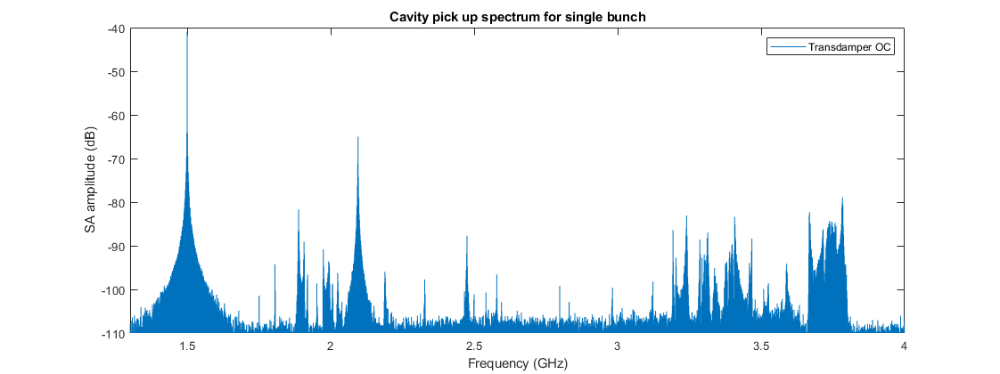 Cavity pick up spectrum for single bunch
Transdamper OC
SA amplitude (dB)
-40
-50
-60
-70
-80
-90
-100
-110
1.5 2 2.5 3 3.5 4
Frequency (GHz)